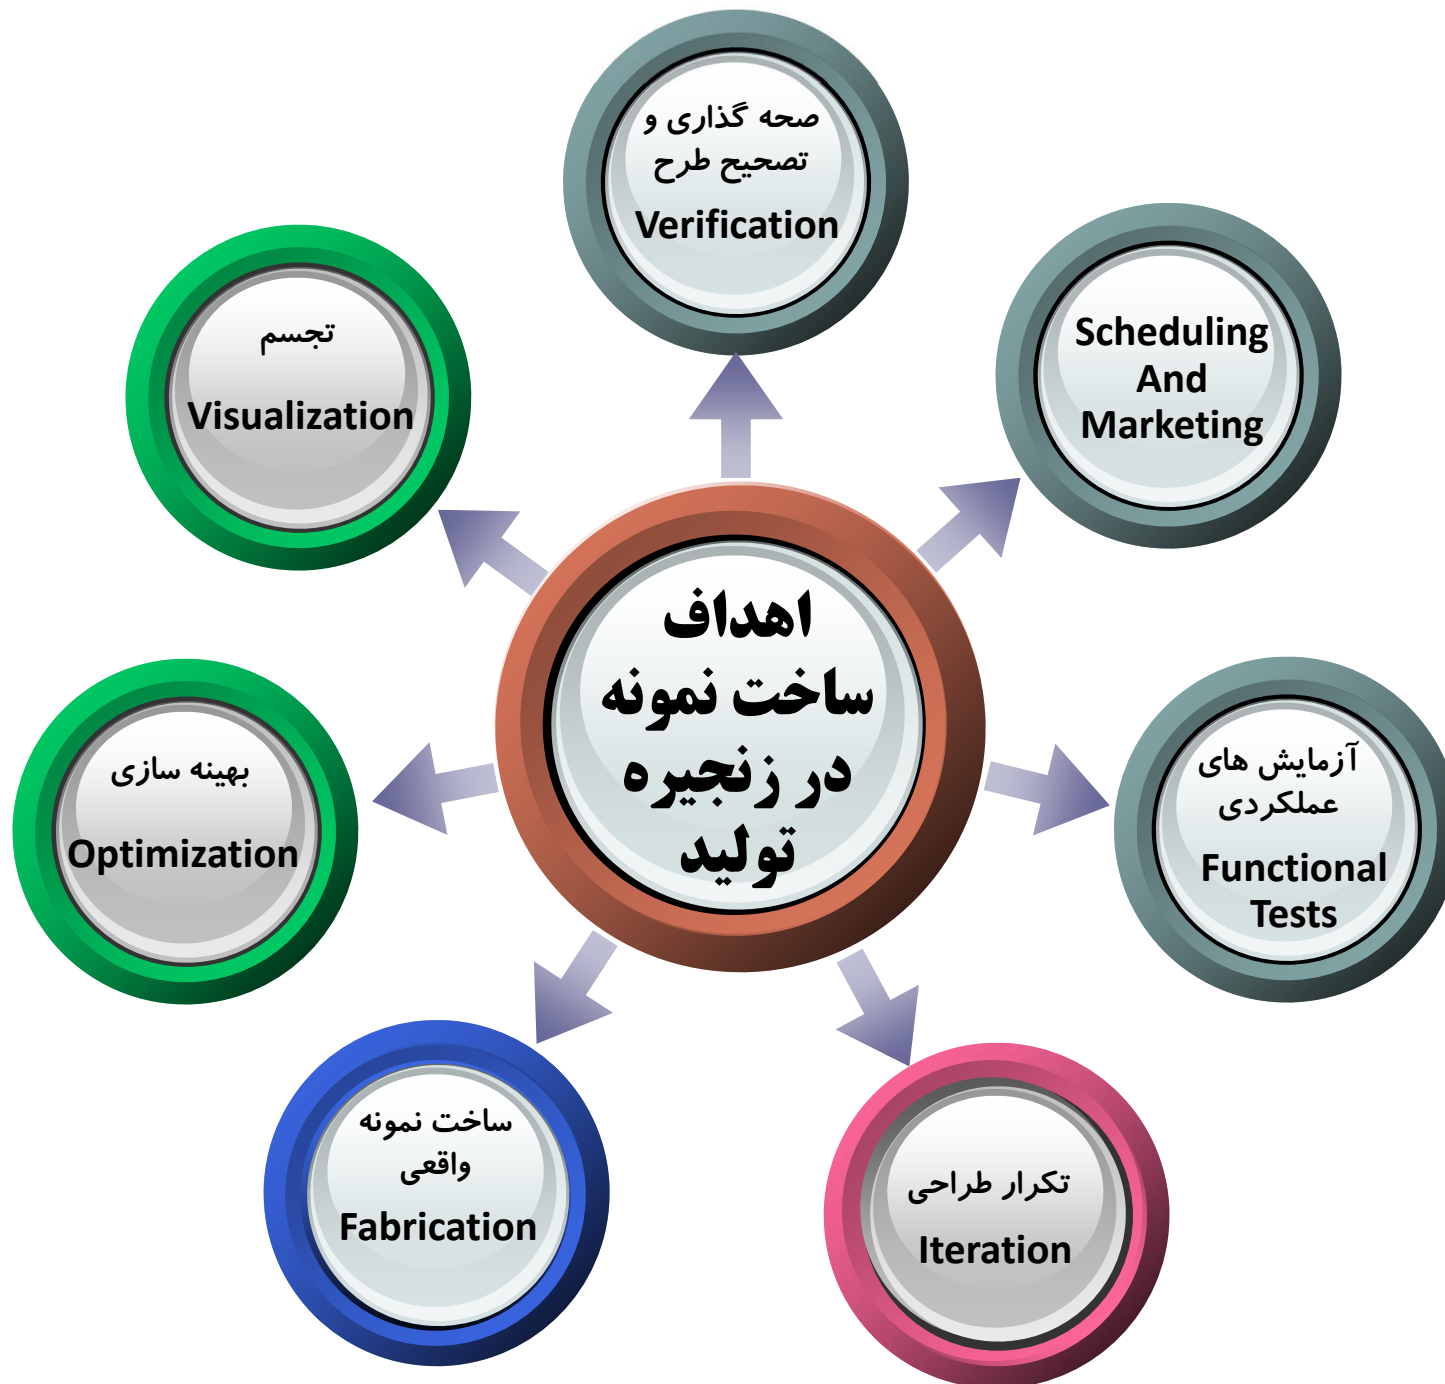 صحه گذاری و
تصحیح طرح
Verification
Scheduling
And
Marketing
تجسم
Visualization
اهداف
ساخت نمونه
در زنجیره
تولید
آزمایش های
عملکردی
Functional
Tests
بهینه سازی
Optimization
ساخت نمونه
واقعی
Fabrication
تکرار طراحی
Iteration